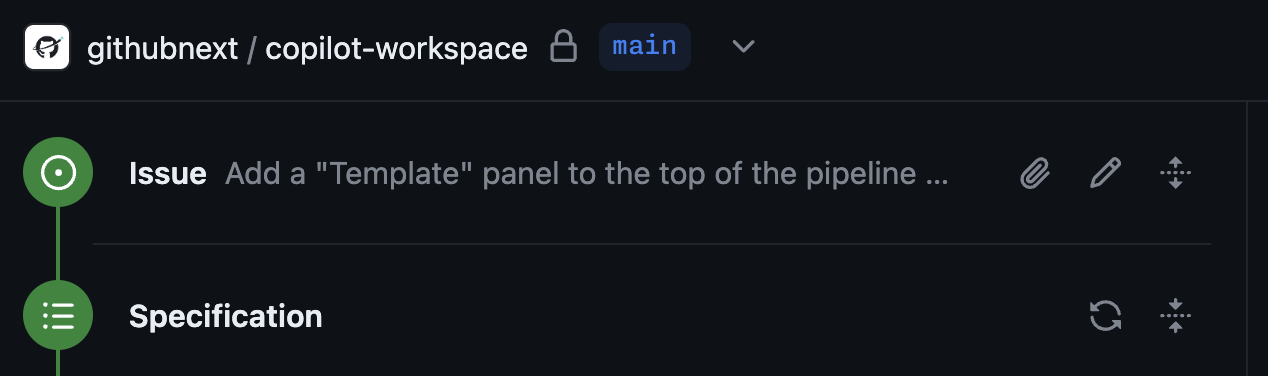 githubnext / copilot-workspace main
Issue Add a "Template" panel to the top of the pipeline ...
Specification